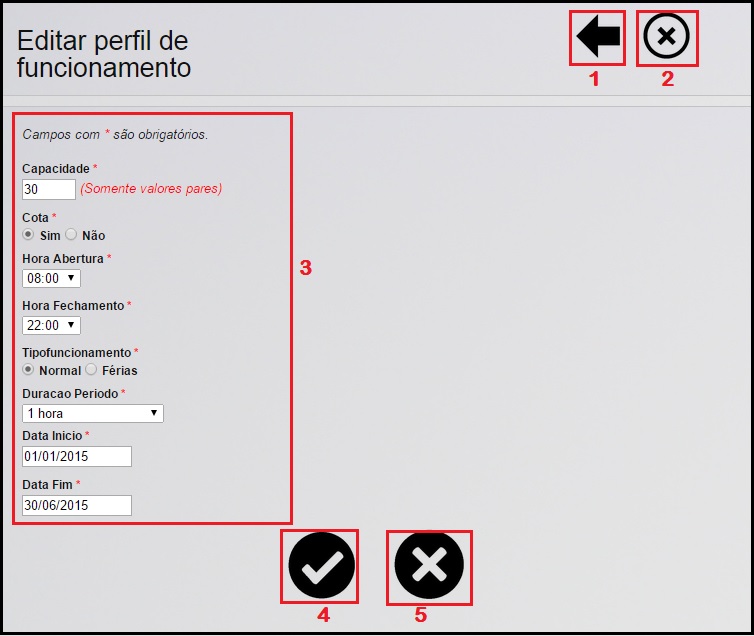 Editar perfil de
funcionamento
1
2
Campos com * são obrigatórios.
Capacidade *
30 (Somente valores pares)
Cota *
Sim Não
Hora Abertura *
08:00
3
Hora Fechamento *
22:00
Tipofuncionamento *
Normal Férias
Duracao Periodo *
1 hora
Data Inicio *
01/01/2015
Data Fim *
30/06/2015
4
5